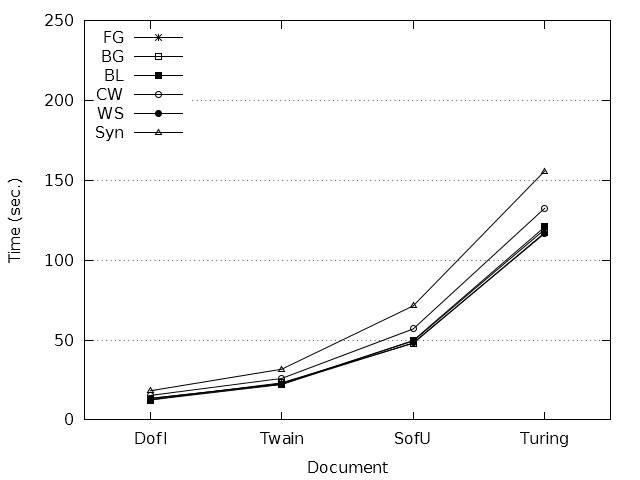 250
200
150
100
50
0
Time (sec.)
FG
BG
BL
CW
WS
Syn
DofI Twain SofU Turing
Document